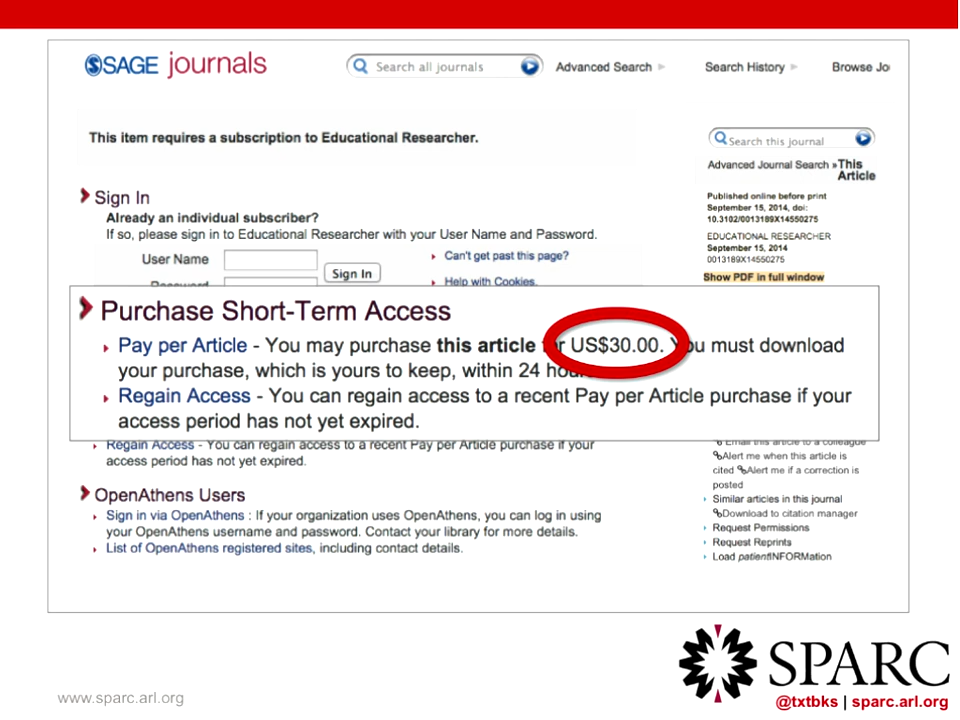 SSAGE journals
Search all journals
Advanced Search
Search History
Browse Jo
This item requires a subscription to Educational Researcher.
Search this journal
Advanced Journal Search » This Article
Published online before print
September 15, 2014, doi:
10.3102/0013189X14550275
EDUCATIONAL RESEARCHER
September 15, 2014
0013189X14550275
Show PDF in full window
Sign In
Already an individual subscriber?
If so, please sign in to Educational Researcher with your User Name and Password.
User Name
Sign In
Can't get past this page?
Password
Help with Cookies.
Purchase Short-Term Access
Pay per Article - You may purchase this article for US$30.00. You must download
your purchase, which is yours to keep, within 24 hours
Regain Access - You can regain access to a recent Pay per Article purchase if your
access period has not yet expired.
Regain Access - You can regain access to a recent Pay per Article purchase if your
access period has not yet expired.
OpenAthens Users
Sign in via OpenAthens : If your organization uses OpenAthens, you can log in using
your OpenAthens username and password. Contact your library for more details.
List of OpenAthens registered sites, including contact details.
Email this article to a colleague
Alert me when this article is
cited Alert me if a correction is
posted
Similar articles in this journal
Download to citation manager
Request Permissions
Request Reprints
Load patientINFORMation
SPARC
www.sparc.arl.org
@txtbks | sparc.arl.org